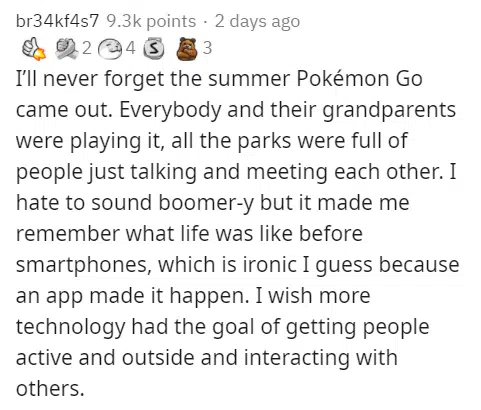 br34kf4s7 9.3k points · 2 days ago
2 4 S 3
I'll never forget the summer Pokémon Go
came out. Everybody and their grandparents
were playing it, all the parks were full of
people just talking and meeting each other. I
hate to sound boomer-y but it made me
remember what life was like before
smartphones, which is ironic I guess because
an app made it happen. I wish more
technology had the goal of getting people
active and outside and interacting with
others.